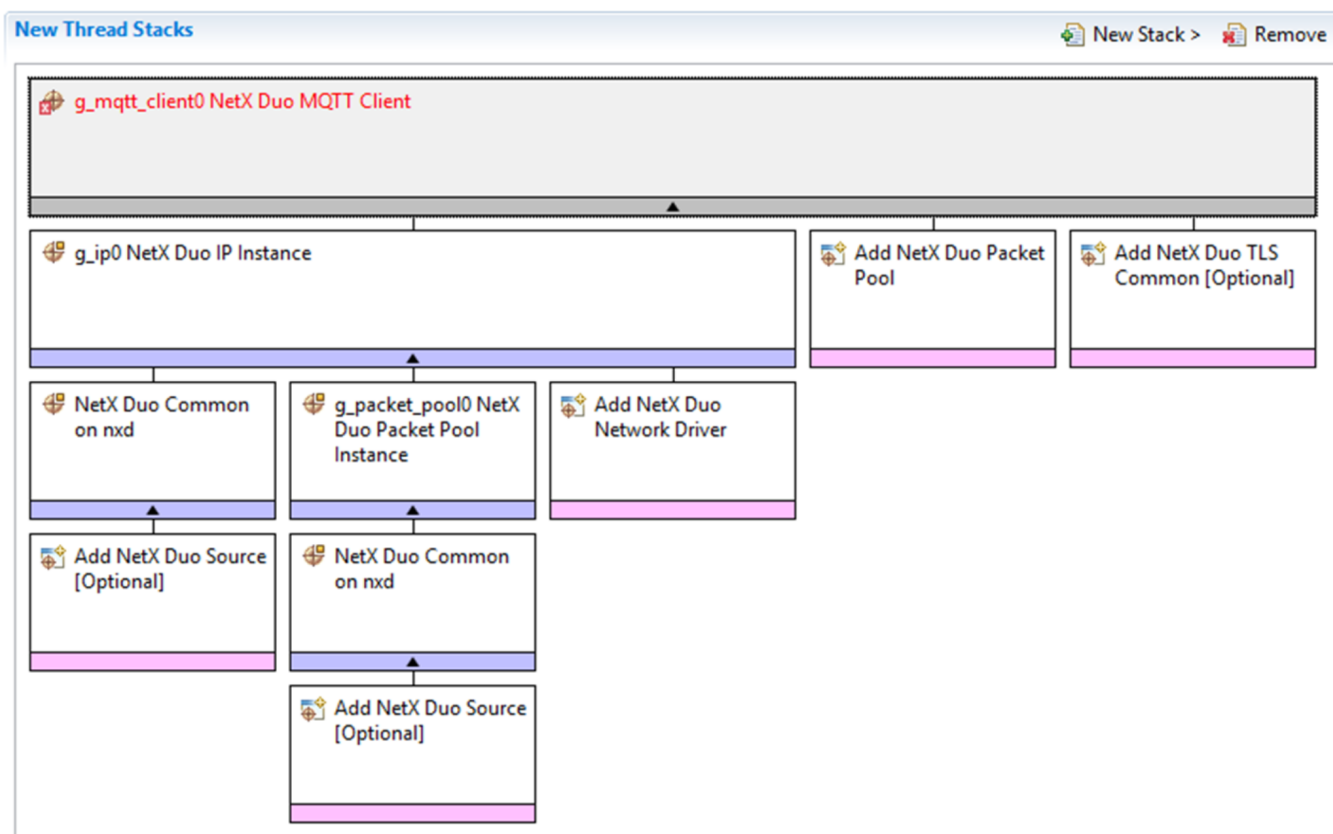 New Thread Stacks
New Stack >
Remove
g_mqtt_client0 NetX Duo MQTT Client
g_ip0 NetX Duo IP Instance
Add NetX Duo Packet
Pool
Add NetX Duo TLS
Common [Optional]
NetX Duo Common
on nxd
g_packet_pool0 NetX
Duo Packet Pool
Instance
Add NetX Duo
Network Driver
Add NetX Duo Source
[Optional]
NetX Duo Common
on nxd
Add NetX Duo Source
[Optional]